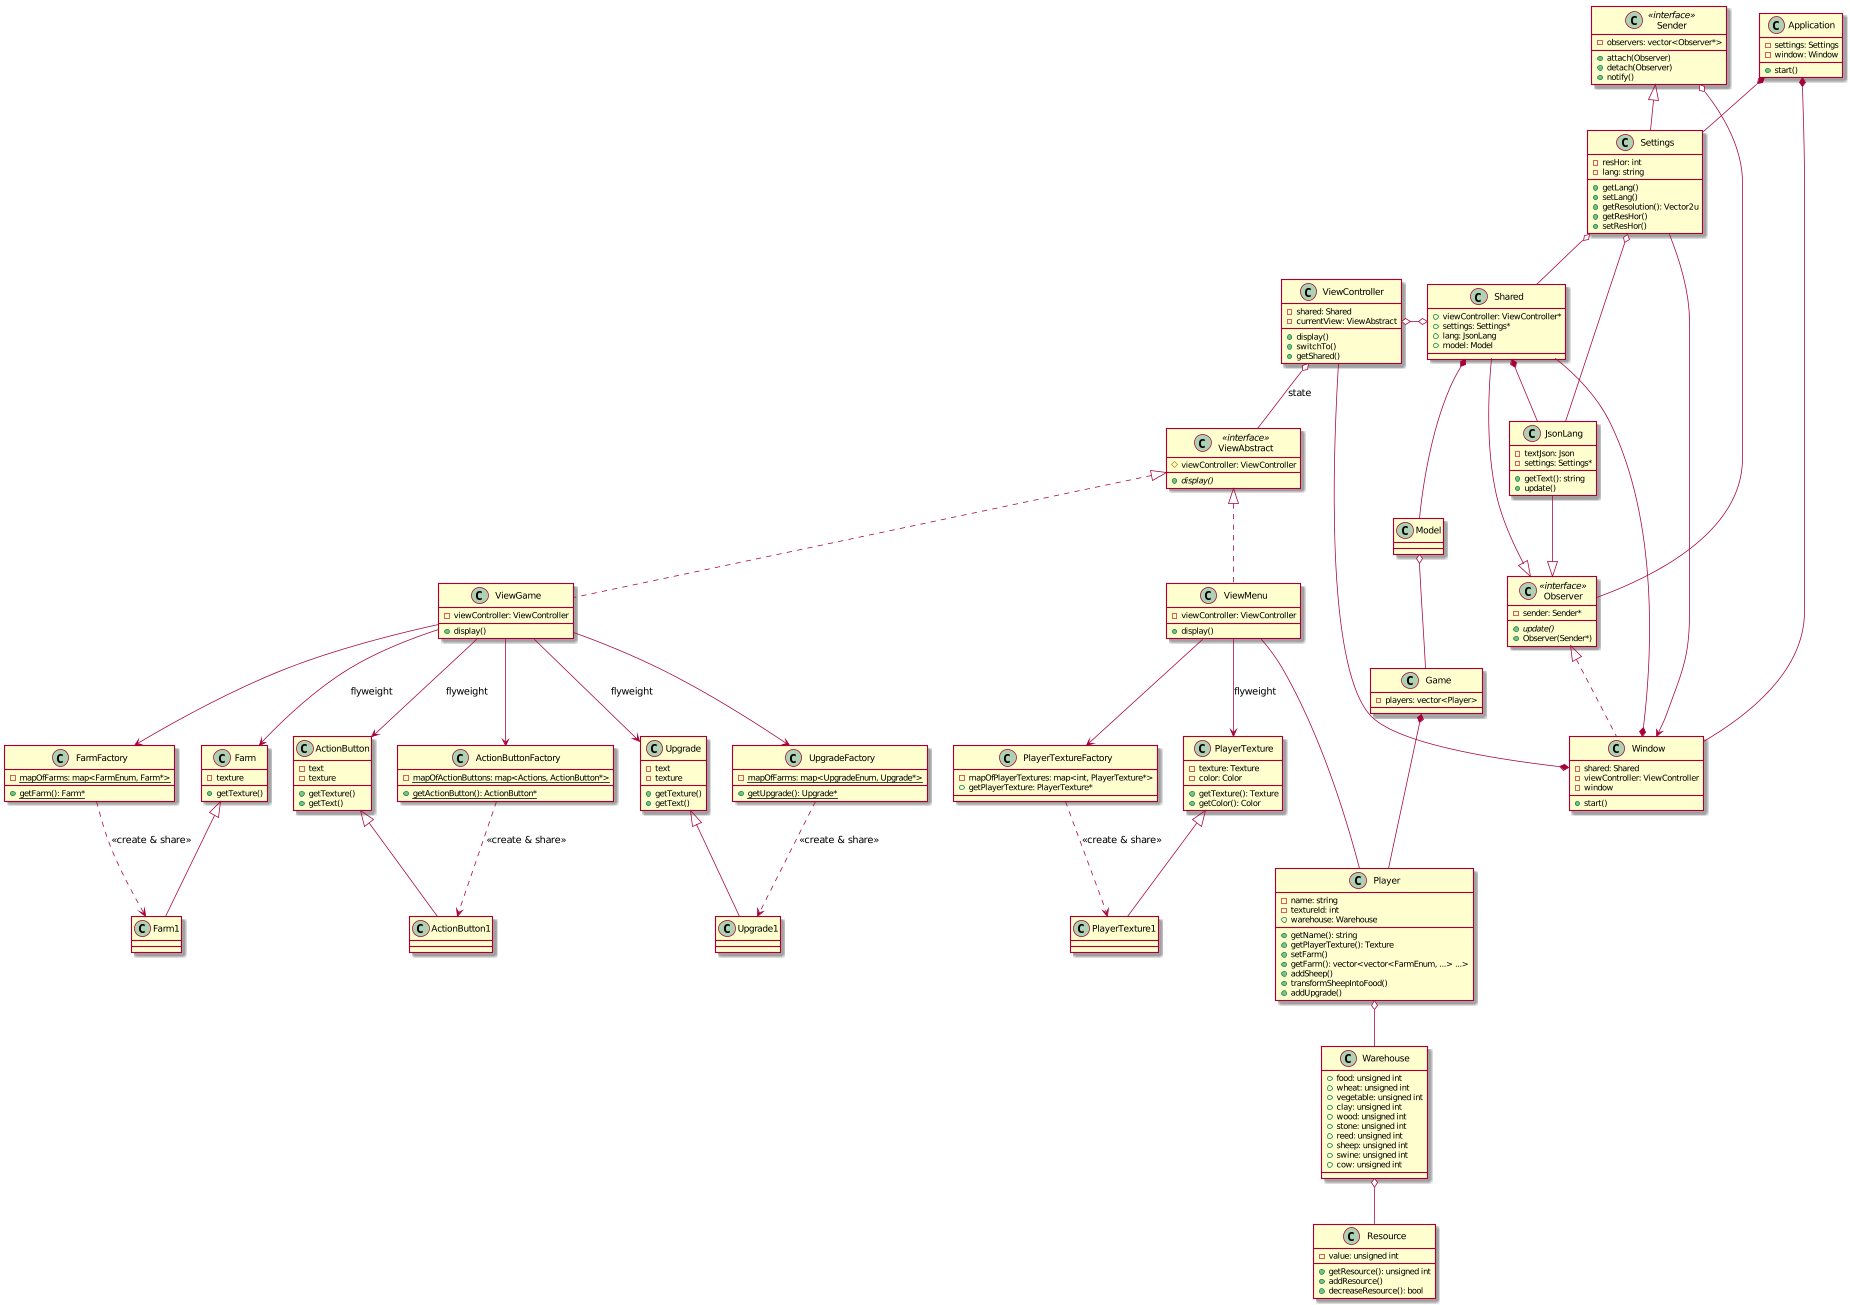 «interface»
Sender
observers: vector<Observer*>
attach(Observer)
detach(Observer)
notify()
C Application
settings: Settings
window: Window
start()
C Settings
resHor: int
lang: string
getLang()
setLang()
getResolution(): Vector2u
getResHor()
setResHor()
C ViewController
shared: Shared
currentView: ViewAbstract
display()
switchTo()
getShared()
C Shared
viewController: ViewController*
settings: Settings*
lang: JsonLang
model: Model
state
C «interface»
ViewAbstract
viewController: ViewController
display()
C JsonLang
textJson: Json
settings: Settings*
getText(): string
update()
C Model
C ViewGame
viewController: ViewController
display()
C ViewMenu
viewController: ViewController
display()
C «interface»
Observer
sender: Sender*
update()
Observer(Sender*)
flyweight
flyweight
flyweight
flyweight
C Game
players: vector<Player>
C FarmFactory
mapOfFarms: map<FarmEnum, Farm*>
getFarm(): Farm*
C Farm
texture
getTexture()
C ActionButton
text
texture
getTexture()
getText()
C ActionButtonFactory
mapOfActionButtons: map<Actions, ActionButton*>
getActionButton(): ActionButton*
C Upgrade
text
texture
getTexture()
getText()
C UpgradeFactory
mapOfFarms: map<UpgradeEnum, Upgrade*>
getUpgrade(): Upgrade*
C PlayerTextureFactory
mapOfPlayerTextures: map<int, PlayerTexture*>
getPlayerTexture: PlayerTexture*
C PlayerTexture
texture: Texture
color: Color
getTexture(): Texture
getColor(): Color
C Window
shared: Shared
viewController: ViewController
window
start()
«create & share»
«create & share»
«create & share»
«create & share»
C Farm1
C ActionButton1
C Upgrade1
C PlayerTexture1
C Player
name: string
textureId: int
warehouse: Warehouse
getName(): string
getPlayerTexture(): Texture
setFarm()
getFarm(): vector<vector<FarmEnum, ...> ...>
addSheep()
transformSheepIntoFood()
addUpgrade()
C Warehouse
food: unsigned int
wheat: unsigned int
vegetable: unsigned int
clay: unsigned int
wood: unsigned int
stone: unsigned int
reed: unsigned int
sheep: unsigned int
swine: unsigned int
cow: unsigned int
C Resource
value: unsigned int
getResource(): unsigned int
addResource()
decreaseResource(): bool